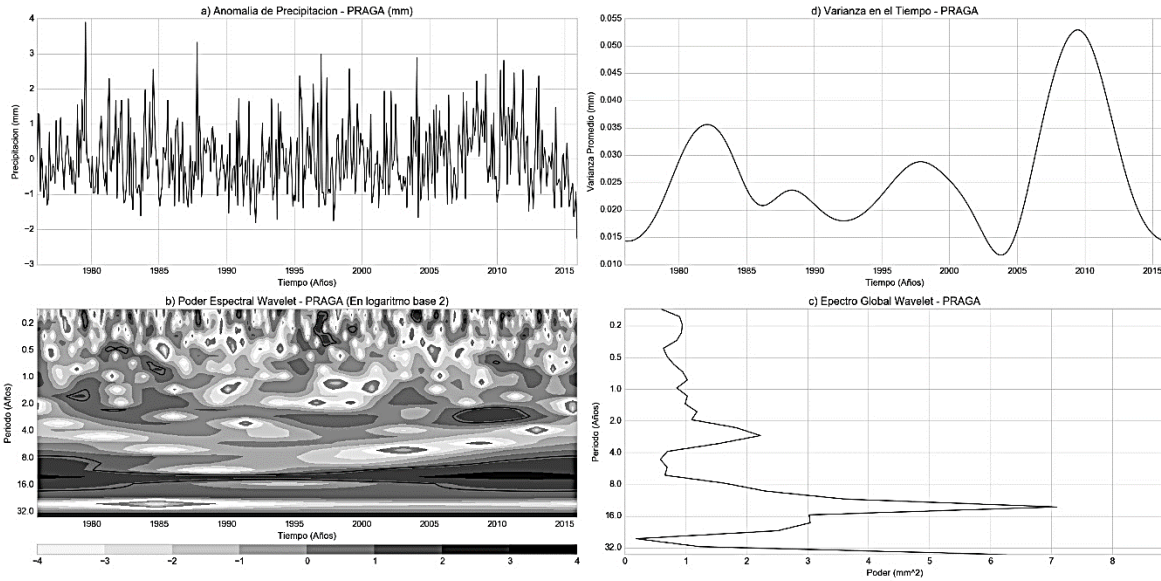 a) Anomalia de Precipitacion - PRAGA (mm)
4
3
2
1
0
−1
−2
−3
Precipitacion (mm)
1980 1985 1990 1995 2000 2005 2010 2015
Tiempo (Años)
d) Varianza en el Tiempo - PRAGA
0.055
0.050
0.045
0.040
0.035
0.030
0.025
0.020
0.015
0.010
Varianza Promedio (mm)
1980 1985 1990 1995 2000 2005 2010 2015
Tiempo (Años)
b) Poder Espectral Wavelet - PRAGA (En logaritmo base 2)
0.2
0.5
1.0
2.0
4.0
8.0
16.0
32.0
Periodo (Años)
1980 1985 1990 1995 2000 2005 2010 2015
Tiempo (Años)
−4 −3 −2 −1 0 1 2 3 4
c) Epectro Global Wavelet - PRAGA
0.2
0.5
1.0
2.0
4.0
8.0
16.0
32.0
Periodo (Años)
0 1 2 3 4 5 6 7 8
Poder (mm^2)